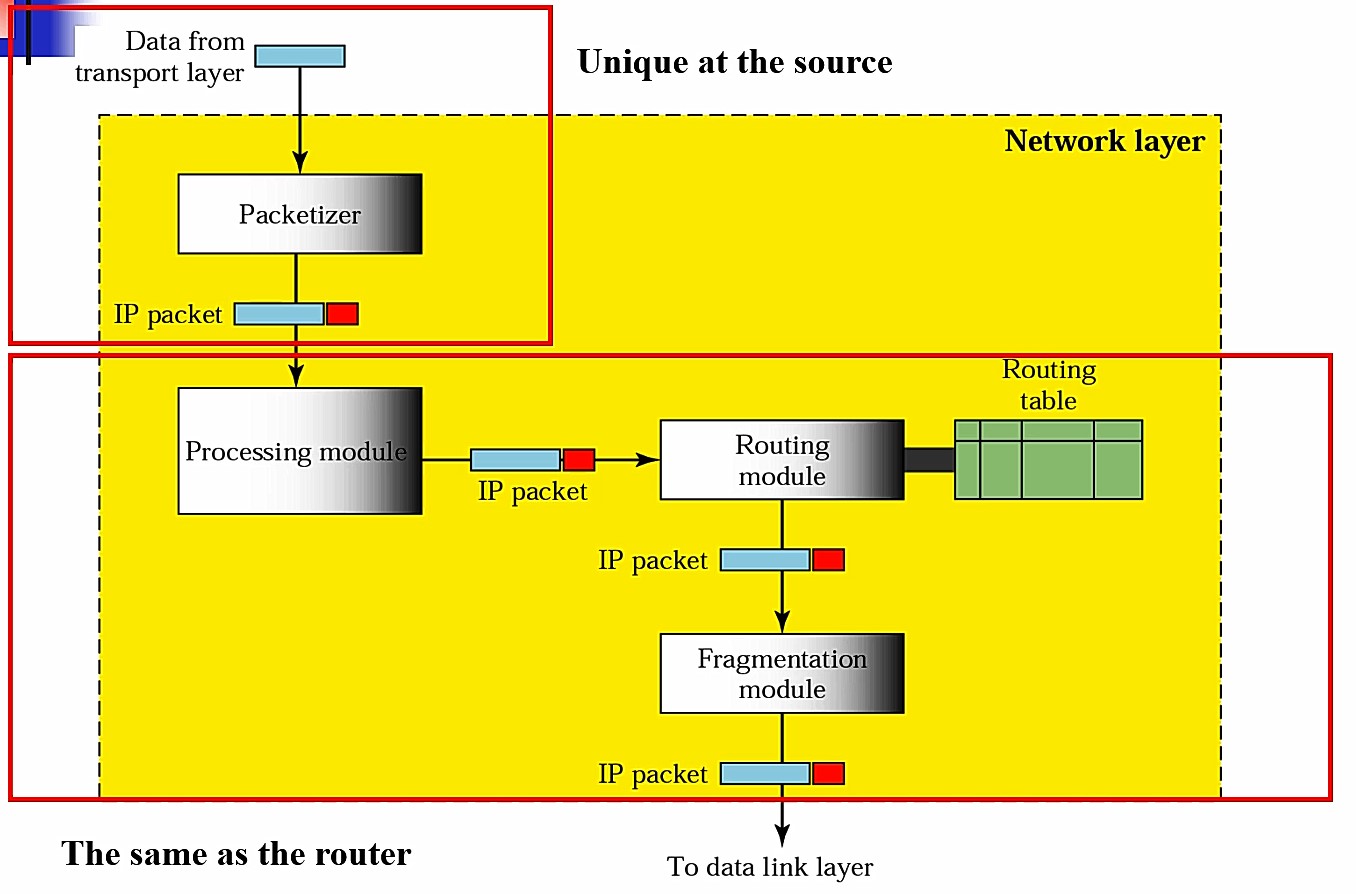 Data from
transport layer
Unique at the source
Network layer
Packetizer
IP packet
Routing
table
Processing module
IP packet
Routing
module
IP packet
Fragmentation
module
IP packet
The same as the router
To data link layer